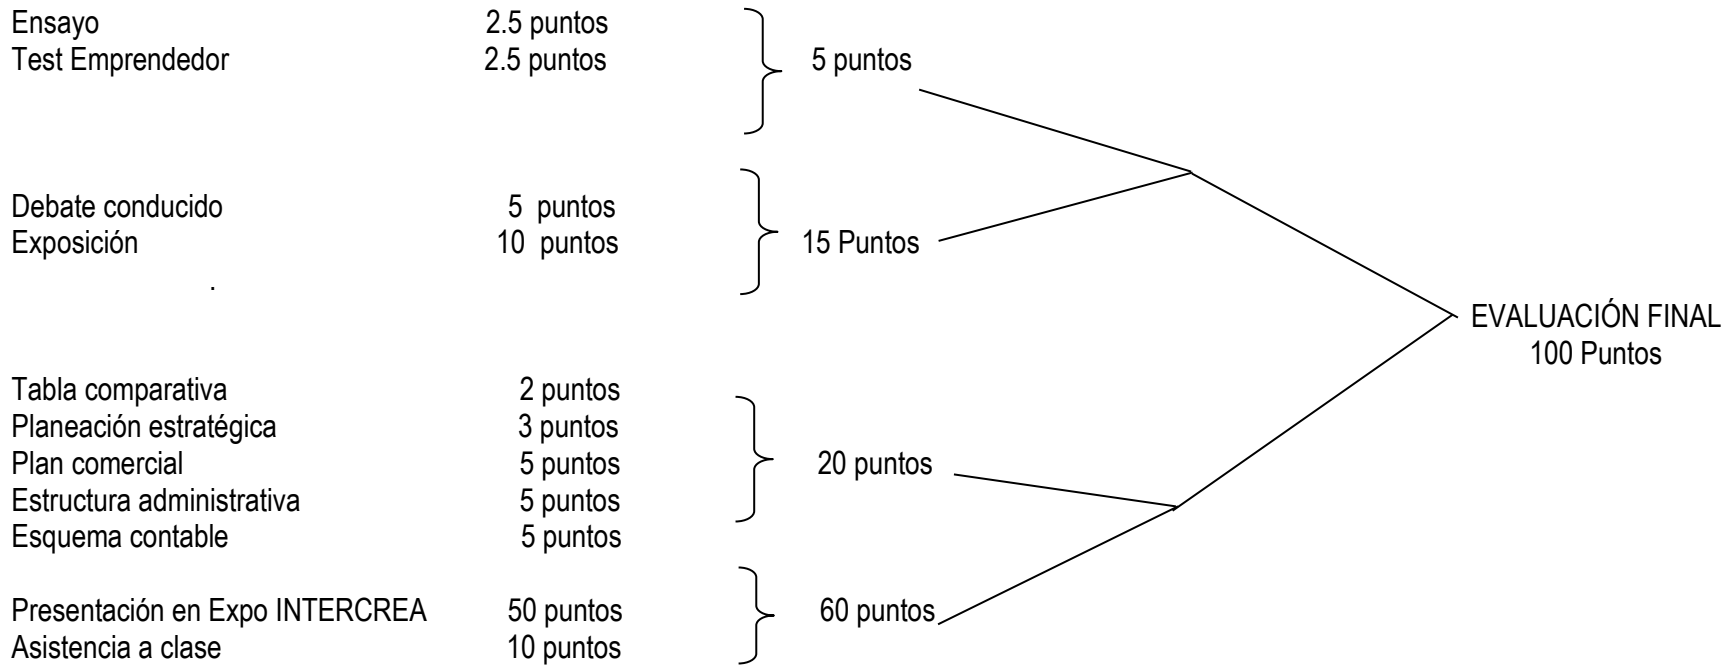 Ensayo 2.5 puntos
Test Emprendedor 2.5 puntos 5 puntos
Debate conducido 5 puntos
Exposición 10 puntos 15 Puntos
.
EVALUACIÓN FINAL
100 Puntos
Tabla comparativa 2 puntos
Planeación estratégica 3 puntos
Plan comercial 5 puntos 20 puntos
Estructura administrativa 5 puntos
Esquema contable 5 puntos
Presentación en Expo INTERCREA 50 puntos 60 puntos
Asistencia a clase 10 puntos